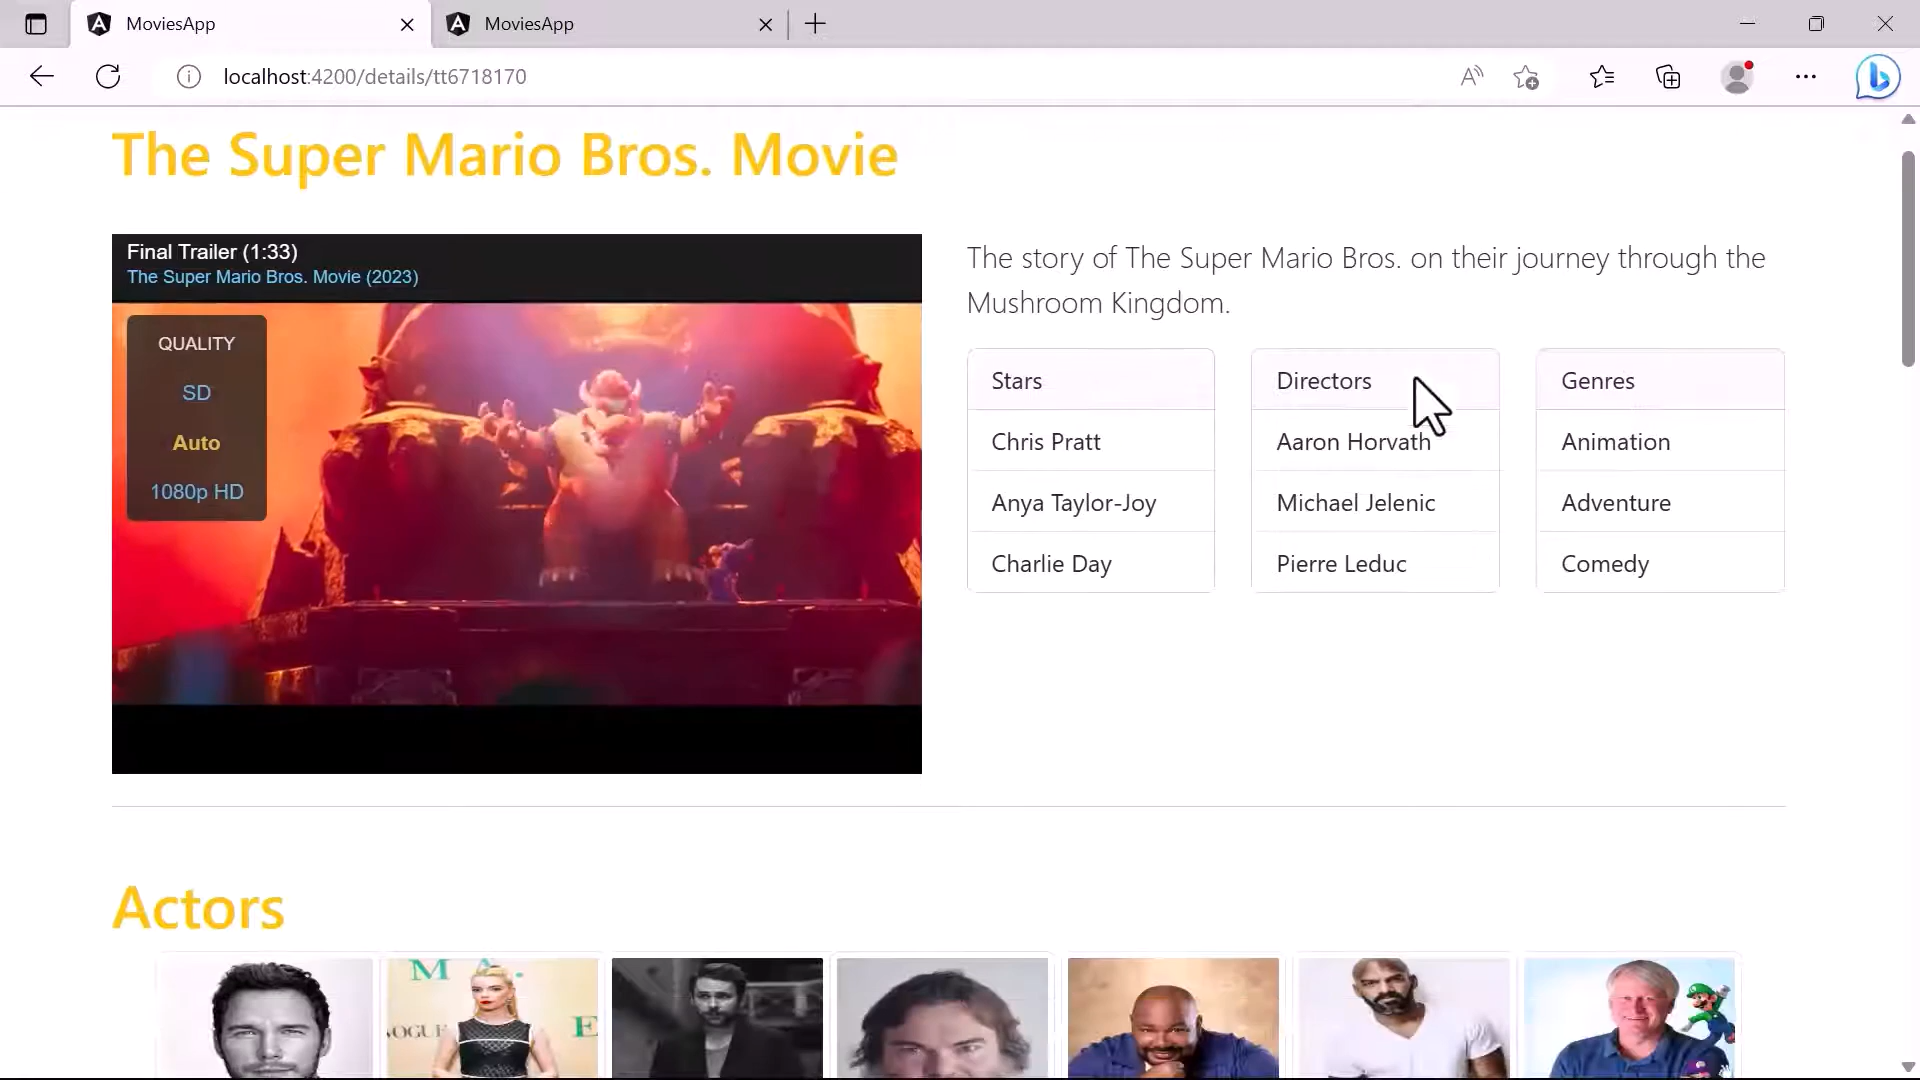 MoviesApp
MoviesApp
localhost:4200/details/tt6718170
The Super Mario Bros. Movie
Final Trailer (1:33)
The Super Mario Bros. Movie (2023)
QUALITY
SD
Auto
1080p HD
The story of The Super Mario Bros. on their journey through the
Mushroom Kingdom.
Stars
Chris Pratt
Anya Taylor-Joy
Charlie Day
Directors
Aaron Horvath
Michael Jelenic
Pierre Leduc
Genres
Animation
Adventure
Comedy
Actors
M A.
VOGUE
E